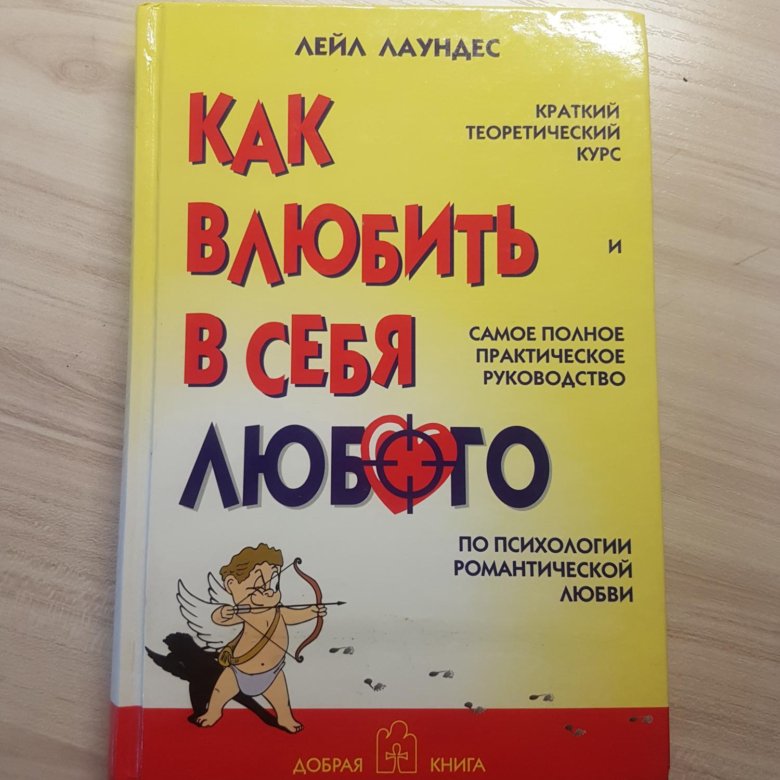 ЛЕЙЛ ЛАУНДЕС
КАК
ВЛЮБИТЬ
В СЕБЯ
ЛЮБОГО
КРАТКИЙ
ТЕОРЕТИЧЕСКИЙ
КУРС
И
САМОЕ ПОЛНОЕ
ПРАКТИЧЕСКОЕ
РУКОВОДСТВО
ПО ПСИХОЛОГИИ
РОМАНТИЧЕСКОЙ
ЛЮБВИ
ДОБРАЯ КНИГА